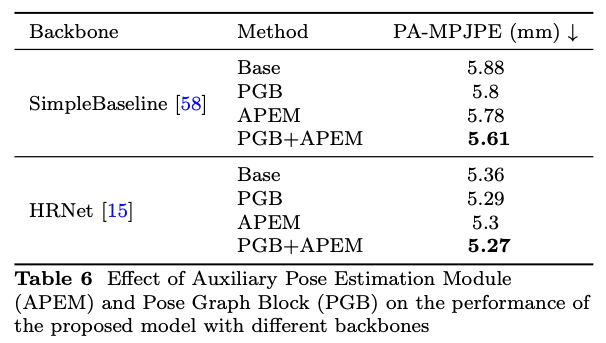 Backbone Method PA-MPJPE (mm) ↓
SimpleBaseline [58]
Base 5.88
PGB 5.8
APEM 5.78
PGB+APEM 5.61
HRNet [15]
Base 5.36
PGB 5.29
APEM 5.3
PGB+APEM 5.27
Table 6 Effect of Auxiliary Pose Estimation Module
(APEM) and Pose Graph Block (PGB) on the performance of
the proposed model with different backbones